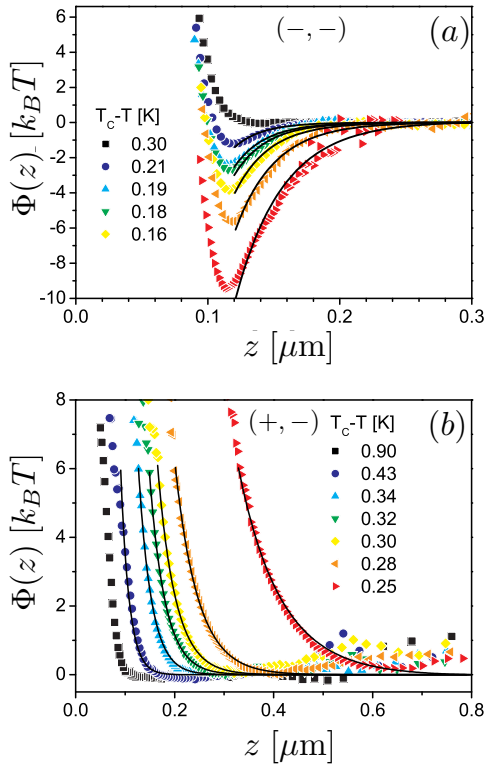 (−, −) (a)
Φ(z) [k_BT]
6
4
2
0
-2
-4
-6
-8
-10
T_C-T [K]
0.30
0.21
0.19
0.18
0.16
0.0 0.1 0.2 0.3
z [μm]
(+, −) (b)
Φ(z) [k_BT]
8
6
4
2
0
T_C-T [K]
0.90
0.43
0.34
0.32
0.30
0.28
0.25
0.0 0.2 0.4 0.6 0.8
z [μm]